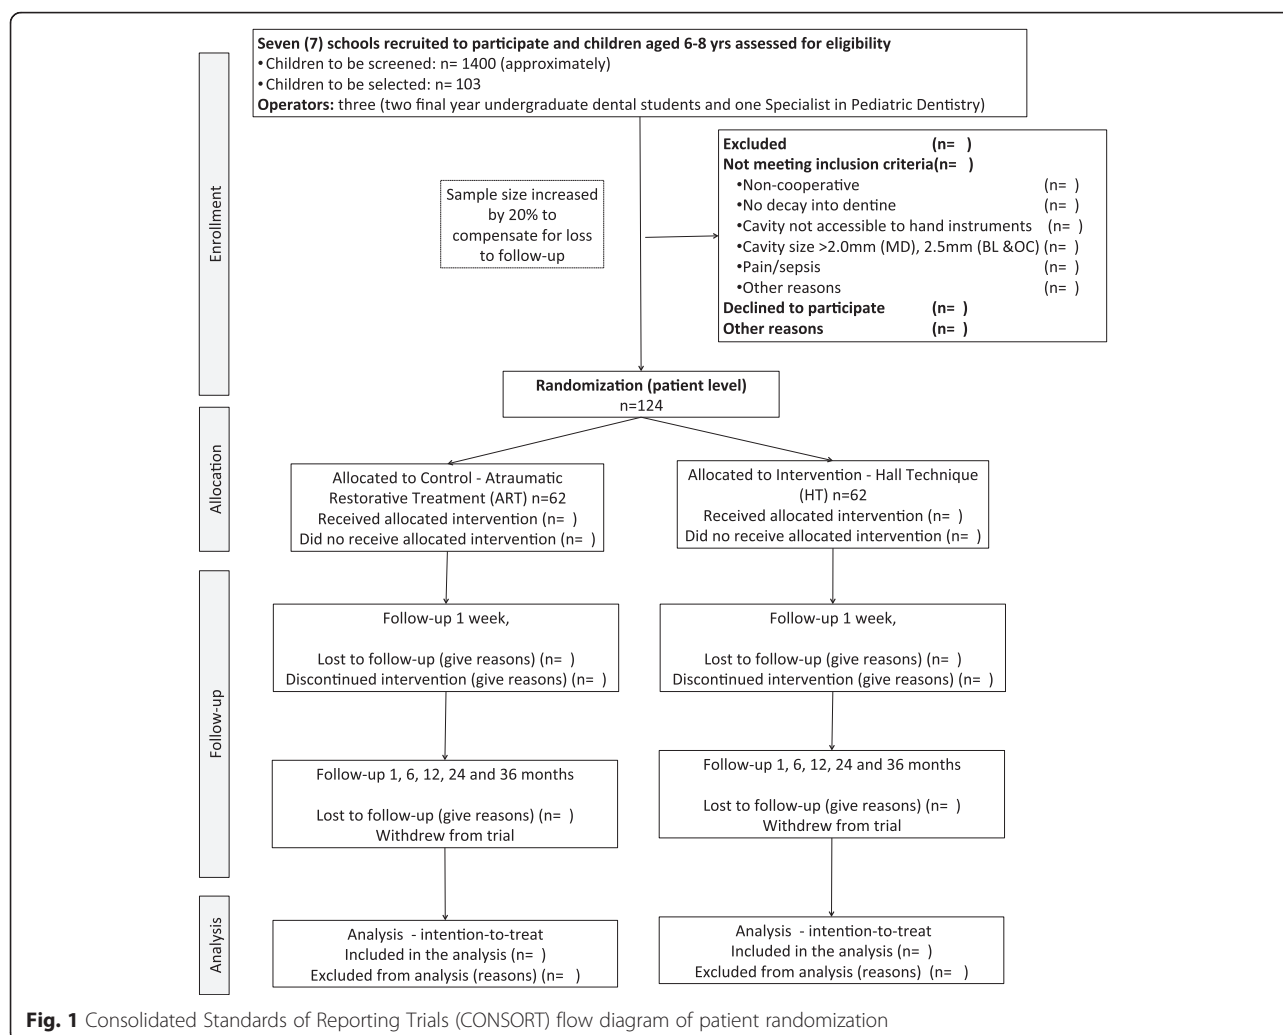 Seven (7) schools recruited to participate and children aged 6-8 yrs assessed for eligibility
• Children to be screened: n= 1400 (approximately)
• Children to be selected: n= 103
Operators: three (two final year undergraduate dental students and one Specialist in Pediatric Dentistry)
Enrollment
Sample size increased
by 20% to
compensate for loss
to follow-up
Excluded (n= )
Not meeting inclusion criteria(n= )
•Non-cooperative (n= )
•No decay into dentine (n= )
•Cavity not accessible to hand instruments (n= )
•Cavity size >2.0mm (MD), 2.5mm (BL &OC) (n= )
•Pain/sepsis (n= )
•Other reasons (n= )
Declined to participate (n= )
Other reasons (n= )
Randomization (patient level)
n=124
Allocation
Allocated to Control - Atraumatic
Restorative Treatment (ART) n=62
Received allocated intervention (n= )
Did no receive allocated intervention (n= )
Allocated to Intervention - Hall Technique
(HT) n=62
Received allocated intervention (n= )
Did no receive allocated intervention (n= )
Follow-up
Follow-up 1 week,
Lost to follow-up (give reasons) (n= )
Discontinued intervention (give reasons) (n= )
Follow-up 1 week,
Lost to follow-up (give reasons) (n= )
Discontinued intervention (give reasons) (n= )
Follow-up 1, 6, 12, 24 and 36 months
Lost to follow-up (give reasons) (n= )
Withdrew from trial
Follow-up 1, 6, 12, 24 and 36 months
Lost to follow-up (give reasons) (n= )
Withdrew from trial
Analysis
Analysis - intention-to-treat
Included in the analysis (n= )
Excluded from analysis (reasons) (n= )
Analysis - intention-to-treat
Included in the analysis (n= )
Excluded from analysis (reasons) (n= )
Fig. 1 Consolidated Standards of Reporting Trials (CONSORT) flow diagram of patient randomization